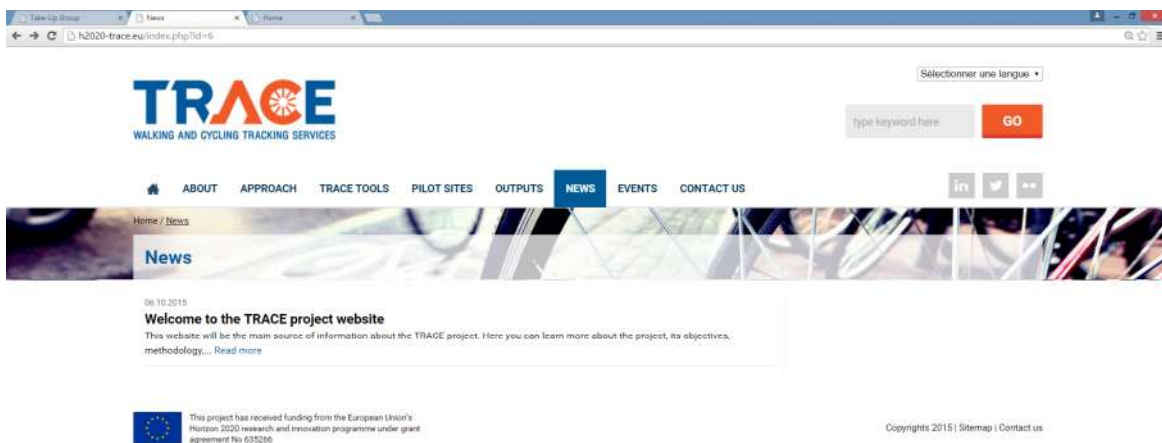 Take-Up Group
News
Home
h2020-trace.eu/index.php?id=6
Sélectionner une langue
TRACE
WALKING AND CYCLING TRACKING SERVICES
type keyword here
GO
ABOUT APPROACH TRACE TOOLS PILOT SITES OUTPUTS NEWS EVENTS CONTACT US
in
Home / News
News
06.10.2015
Welcome to the TRACE project website
This website will be the main source of information about the TRACE project. Here you can learn more about the project, its objectives,
methodology,... Read more
This project has received funding from the European Union's
Horizon 2020 research and innovation programme under grant
agreement No 635266
Copyrights 2015 | Sitemap | Contact us